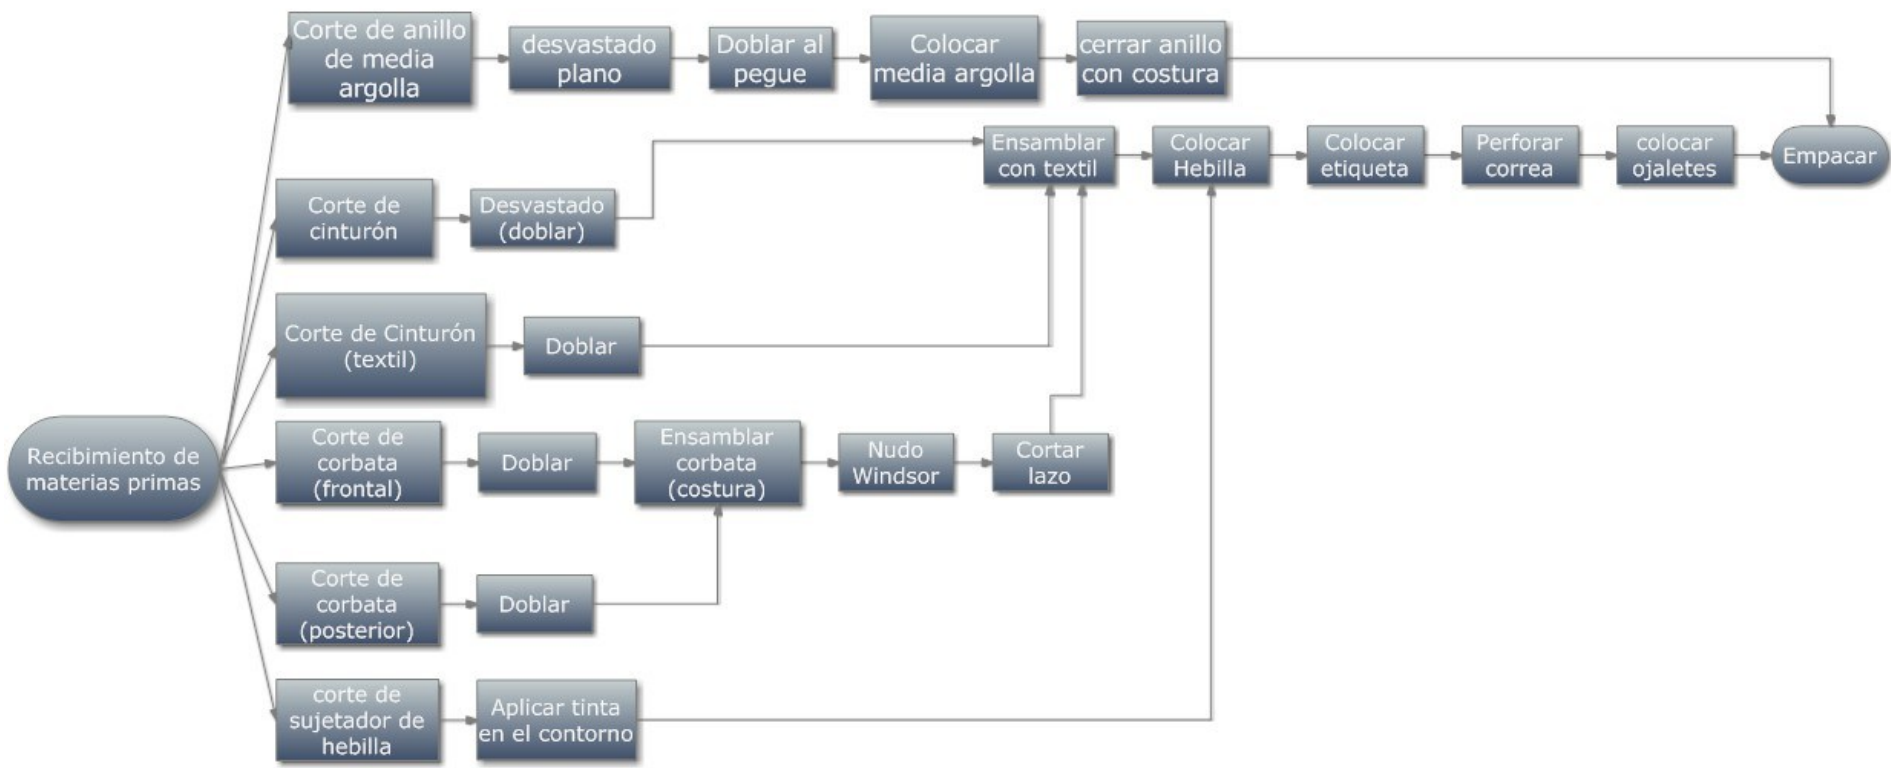 Corte de anillo
de media
argolla
desvastado
plano
Doblar al
pegue
Colocar
media argolla
cerrar anillo
con costura
Ensamblar
con textil
Colocar
Hebilla
Colocar
etiqueta
Perforar
correa
colocar
ojaletes
Empacar
Corte de
cinturón
Desvastado
(doblar)
Corte de Cinturón
(textil)
Doblar
Recibimiento de
materias primas
Corte de
corbata
(frontal)
Doblar
Ensamblar
corbata
(costura)
Nudo
Windsor
Cortar
lazo
Corte de
corbata
(posterior)
Doblar
corte de
sujetador de
hebilla
Aplicar tinta
en el contorno